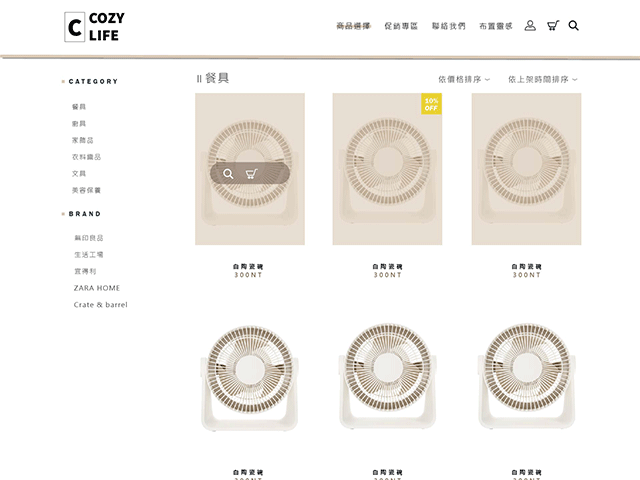 C COZY LIFE
商品選擇 促銷專區 聯絡我們 布置靈感
CATEGORY
餐具
廚具
家飾品
衣料織品
文具
美容保養
BRAND
無印良品
生活工場
宜得利
ZARA HOME
Crate & barrel
餐具
依價格排序 依上架時間排序
10% OFF
白陶瓷碗 白陶瓷碗 白陶瓷碗
300NT 300NT 300NT
白陶瓷碗 白陶瓷碗 白陶瓷碗
300NT 300NT 300NT